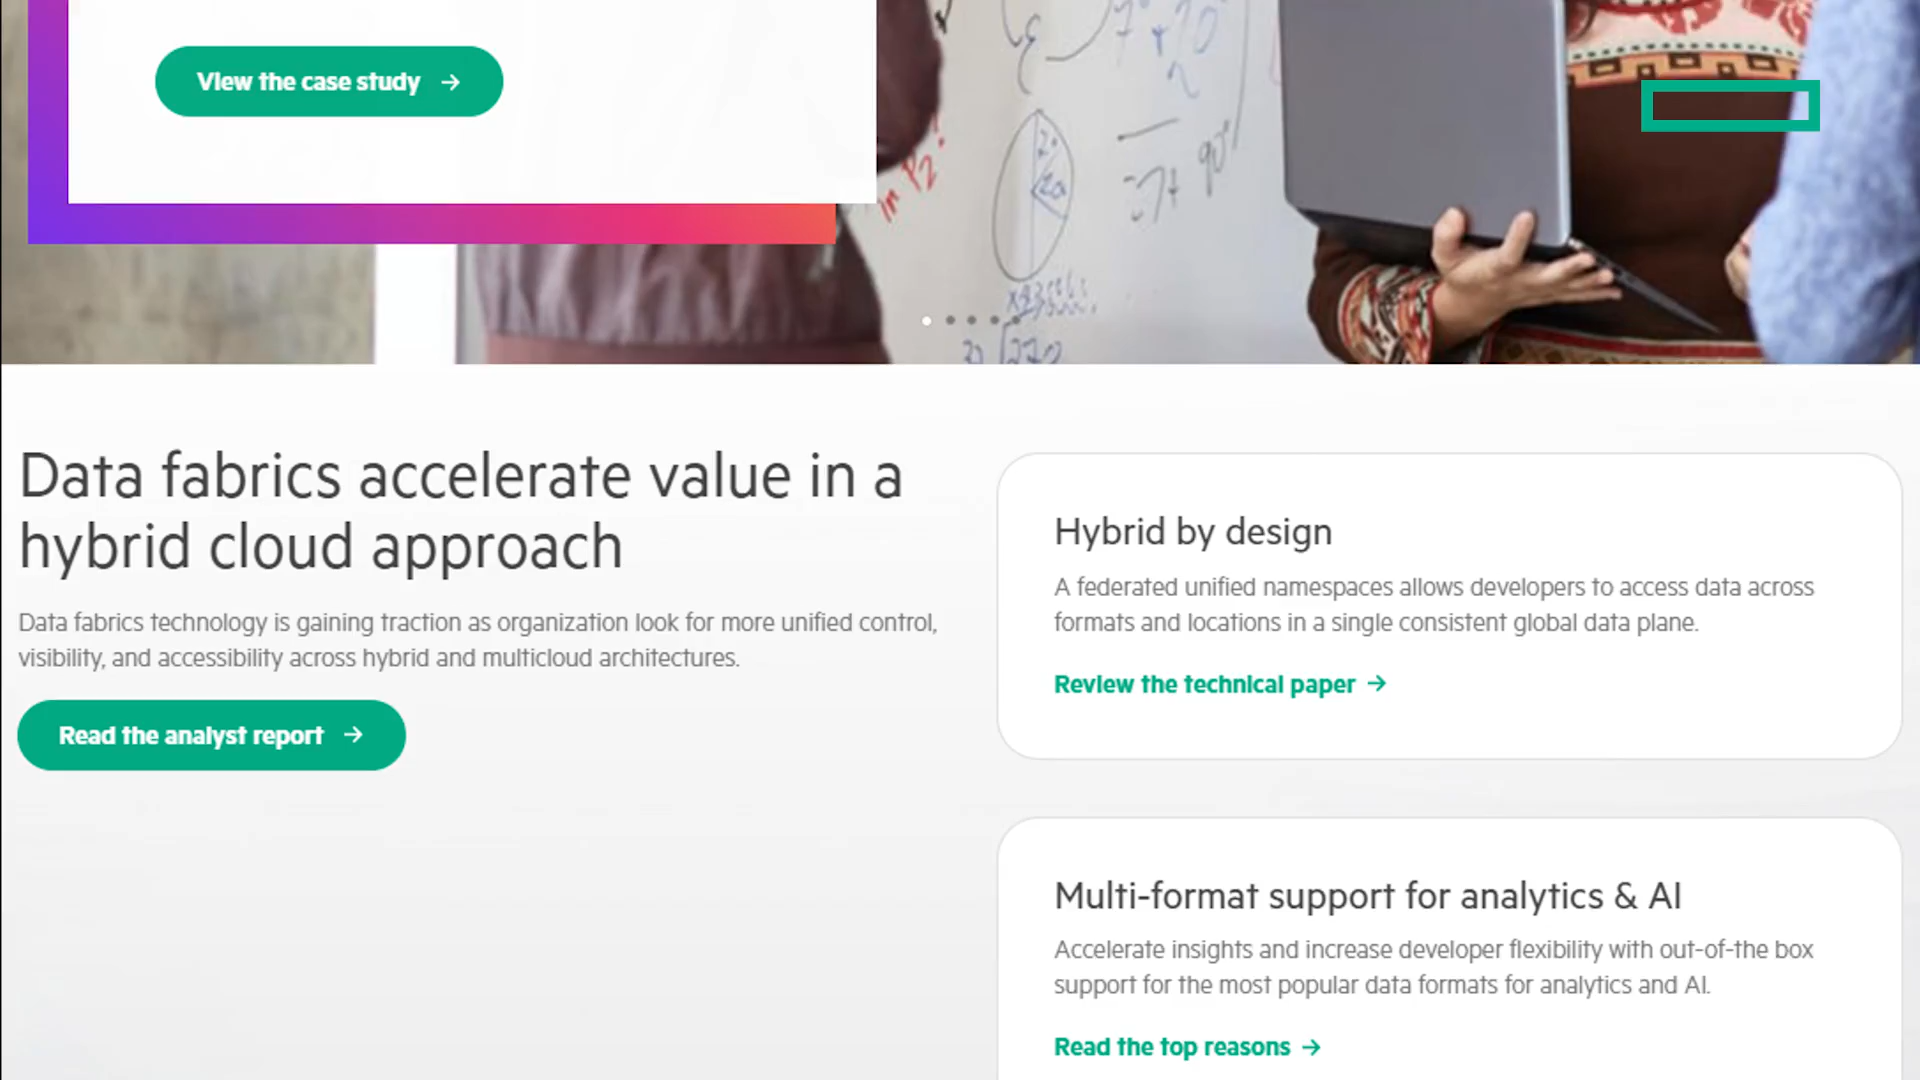 View the case study
in P2?
Data fabrics accelerate value in a
hybrid cloud approach
Data fabrics technology is gaining traction as organization look for more unified control,
visibility, and accessibility across hybrid and multicloud architectures.
Read the analyst report
Hybrid by design
A federated unified namespaces allows developers to access data across
formats and locations in a single consistent global data plane.
Review the technical paper
Multi-format support for analytics & AI
Accelerate insights and increase developer flexibility with out-of-the box
support for the most popular data formats for analytics and AI.
Read the top reasons